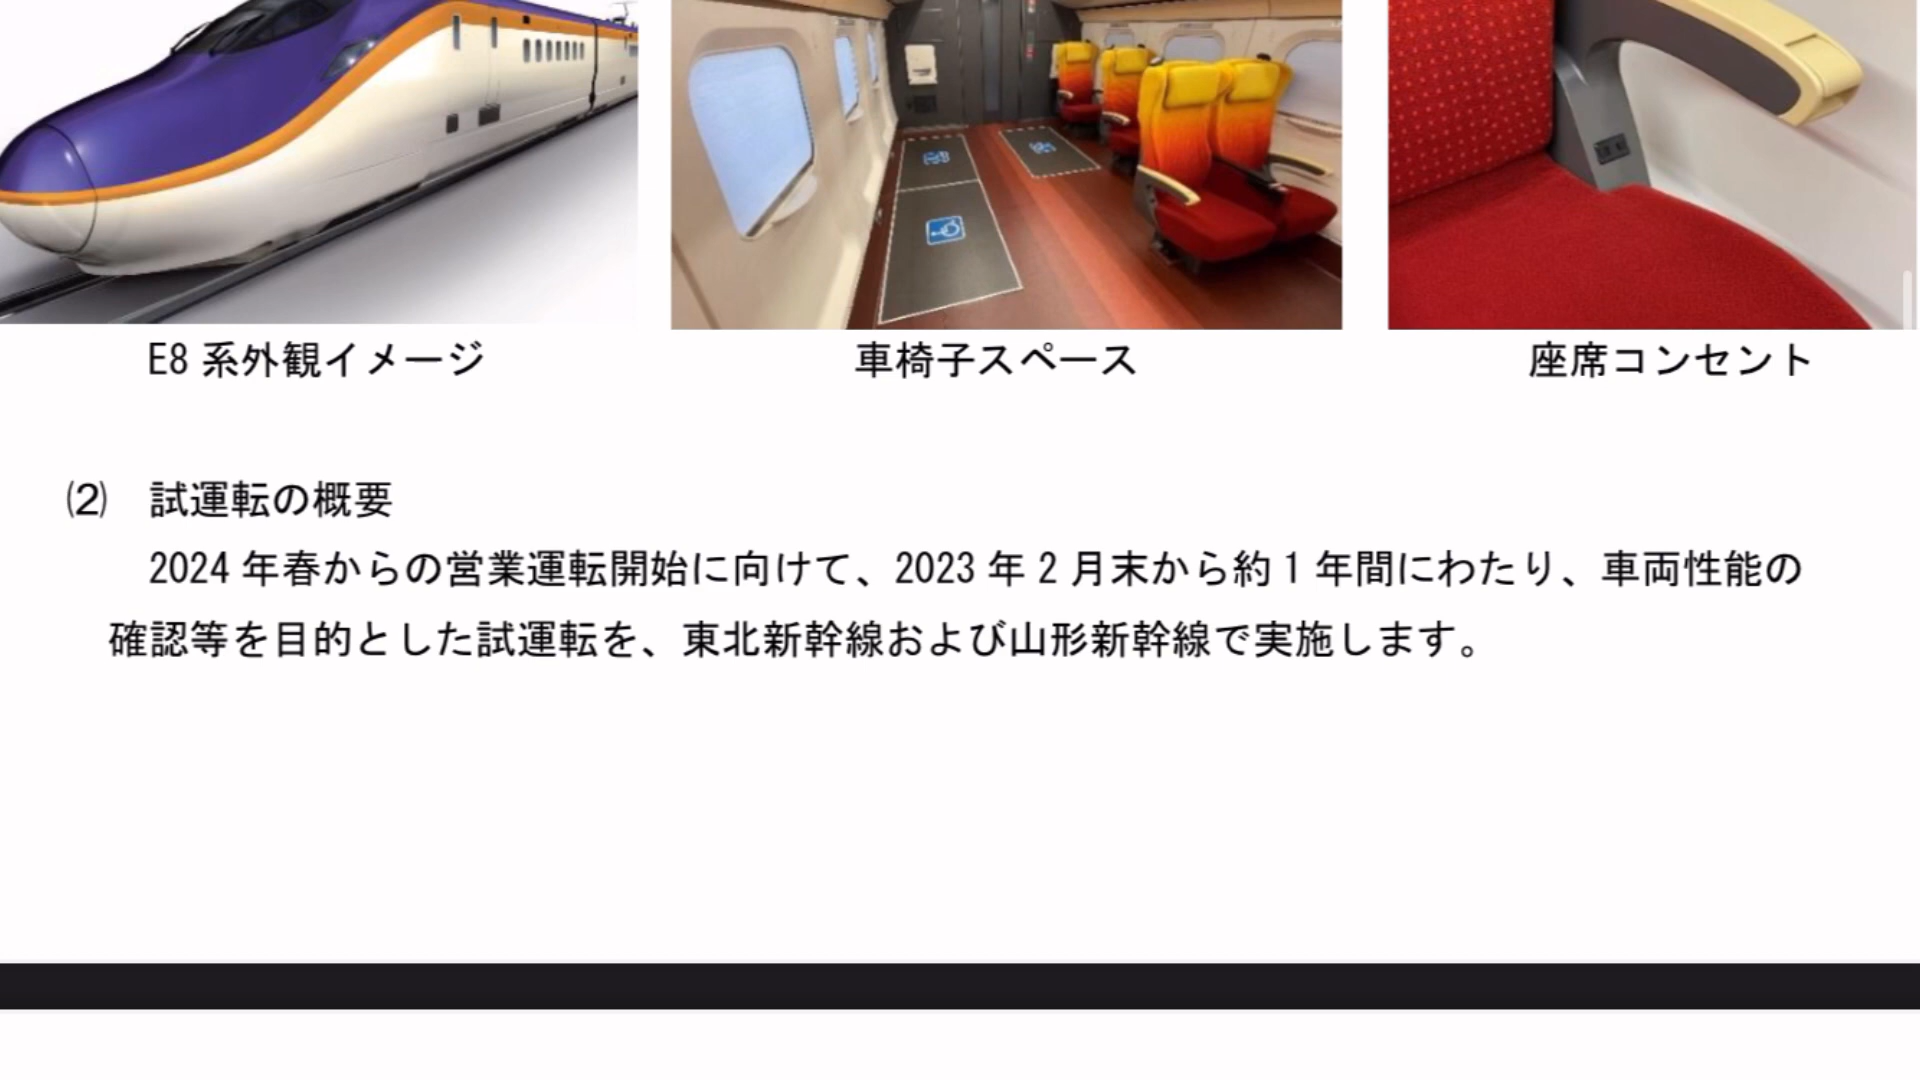 E8 系外観イメージ
車椅子スペース
座席コンセント
⑵　試運転の概要
2024 年春からの営業運転開始に向けて、2023 年 2 月末から約 1 年間にわたり、車両性能の
確認等を目的とした試運転を、東北新幹線および山形新幹線で実施します。